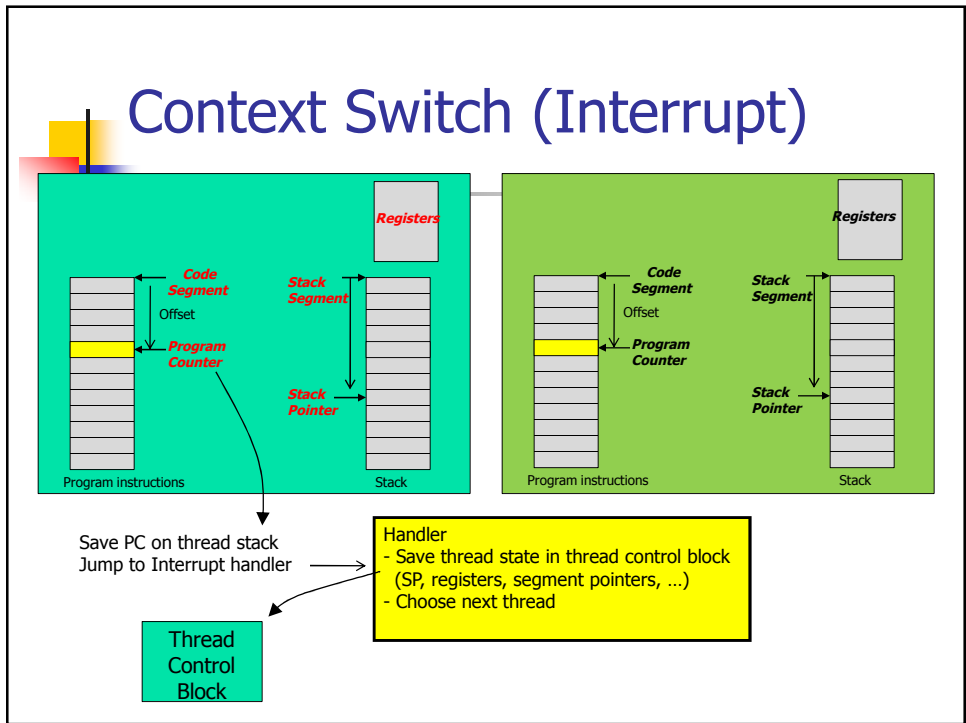 Context Switch (Interrupt)
Registers
Code
Segment
Offset
Program
Counter
Stack
Segment
Stack
Pointer
Program instructions
Stack
Registers
Code
Segment
Offset
Program
Counter
Stack
Segment
Stack
Pointer
Program instructions
Stack
Save PC on thread stack
Jump to Interrupt handler
Handler
- Save thread state in thread control block
(SP, registers, segment pointers, …)
- Choose next thread
Thread
Control
Block